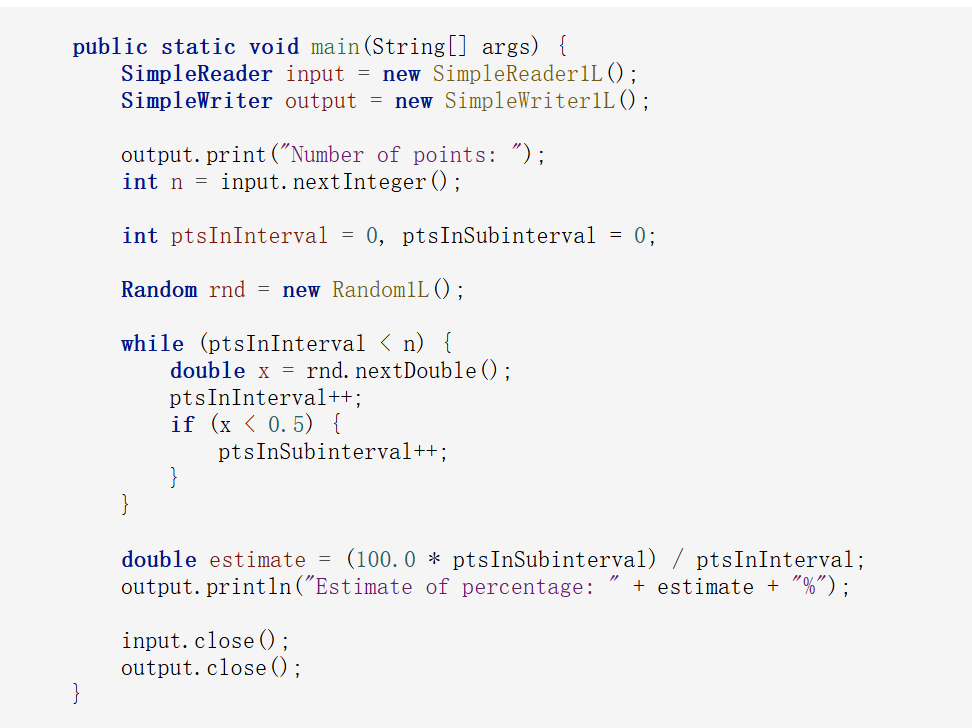 public static void main(String[] args) {
    SimpleReader input = new SimpleReader1L();
    SimpleWriter output = new SimpleWriter1L();

    output.print("Number of points: ");
    int n = input.nextInteger();

    int ptsInInterval = 0, ptsInSubinterval = 0;

    Random rnd = new Random1L();

    while (ptsInInterval < n) {
        double x = rnd.nextDouble();
        ptsInInterval++;
        if (x < 0.5) {
            ptsInSubinterval++;
        }
    }

    double estimate = (100.0 * ptsInSubinterval) / ptsInInterval;
    output.println("Estimate of percentage: " + estimate + "%");

    input.close();
    output.close();
}